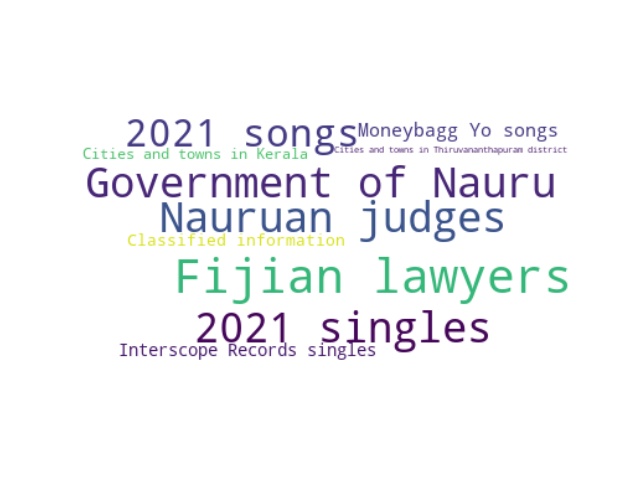 2021 songs
Moneybagg Yo songs
Cities and towns in Kerala
Cities and towns in Thiruvananthapuram district
Government of Nauru
Nauruan judges
Classified information
Fijian lawyers
2021 singles
Interscope Records singles